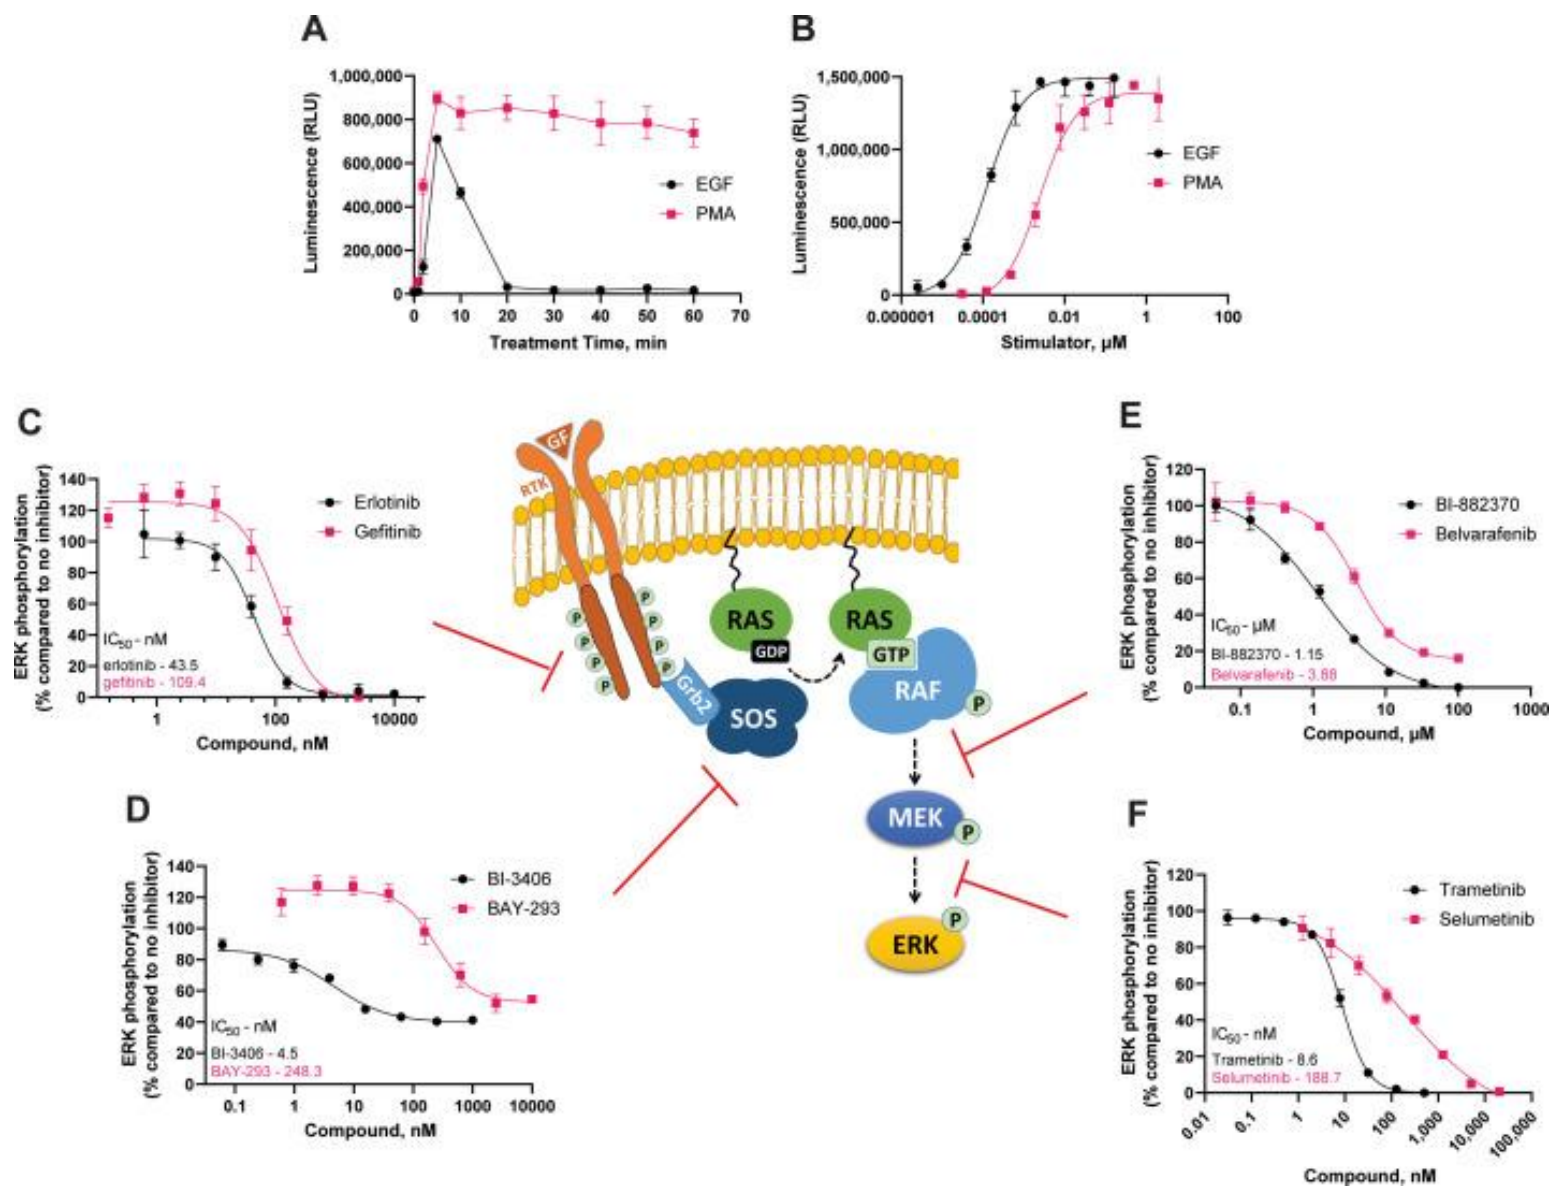 A
Luminescence (RLU)
1,000,000
800,000
600,000
400,000
200,000
0
0 10 20 30 40 50 60 70
Treatment Time, min
EGF
PMA
B
Luminescence (RLU)
1,500,000
1,000,000
500,000
0
0.000001 0.0001 0.01 1 100
Stimulator, µM
EGF
PMA
C
ERK phosphorylation
(% compared to no inhibitor)
140
120
100
80
60
40
20
0
1 100 10000
Compound, nM
Erlotinib
Gefitinib
IC50 - nM
erlotinib - 43.5
gefitinib - 109.4
GF
RTK
P
P
P
P
P
P
P
P
P
Grb2
SOS
RAS
GDP
RAS
GTP
RAF
P
MEK
P
ERK
P
E
ERK phosphorylation
(% compared to no inhibitor)
120
100
80
60
40
20
0
0.1 1 10 100 1000
Compound, µM
BI-882370
Belvarafenib
IC50 - µM
BI-882370 - 1.15
Belvarafenib - 3.88
D
ERK phosphorylation
(% compared to no inhibitor)
140
120
100
80
60
40
20
0
0.1 1 10 100 1000 10000
Compound, nM
BI-3406
BAY-293
IC50 - nM
BI-3406 - 4.5
BAY-293 - 248.3
F
ERK phosphorylation
(% compared to no inhibitor)
120
100
80
60
40
20
0
0.01 0.1 1 10 100 1,000 10,000 100,000
Compound, nM
Trametinib
Selumetinib
IC50 - nM
Trametinib - 8.6
Selumetinib - 188.7